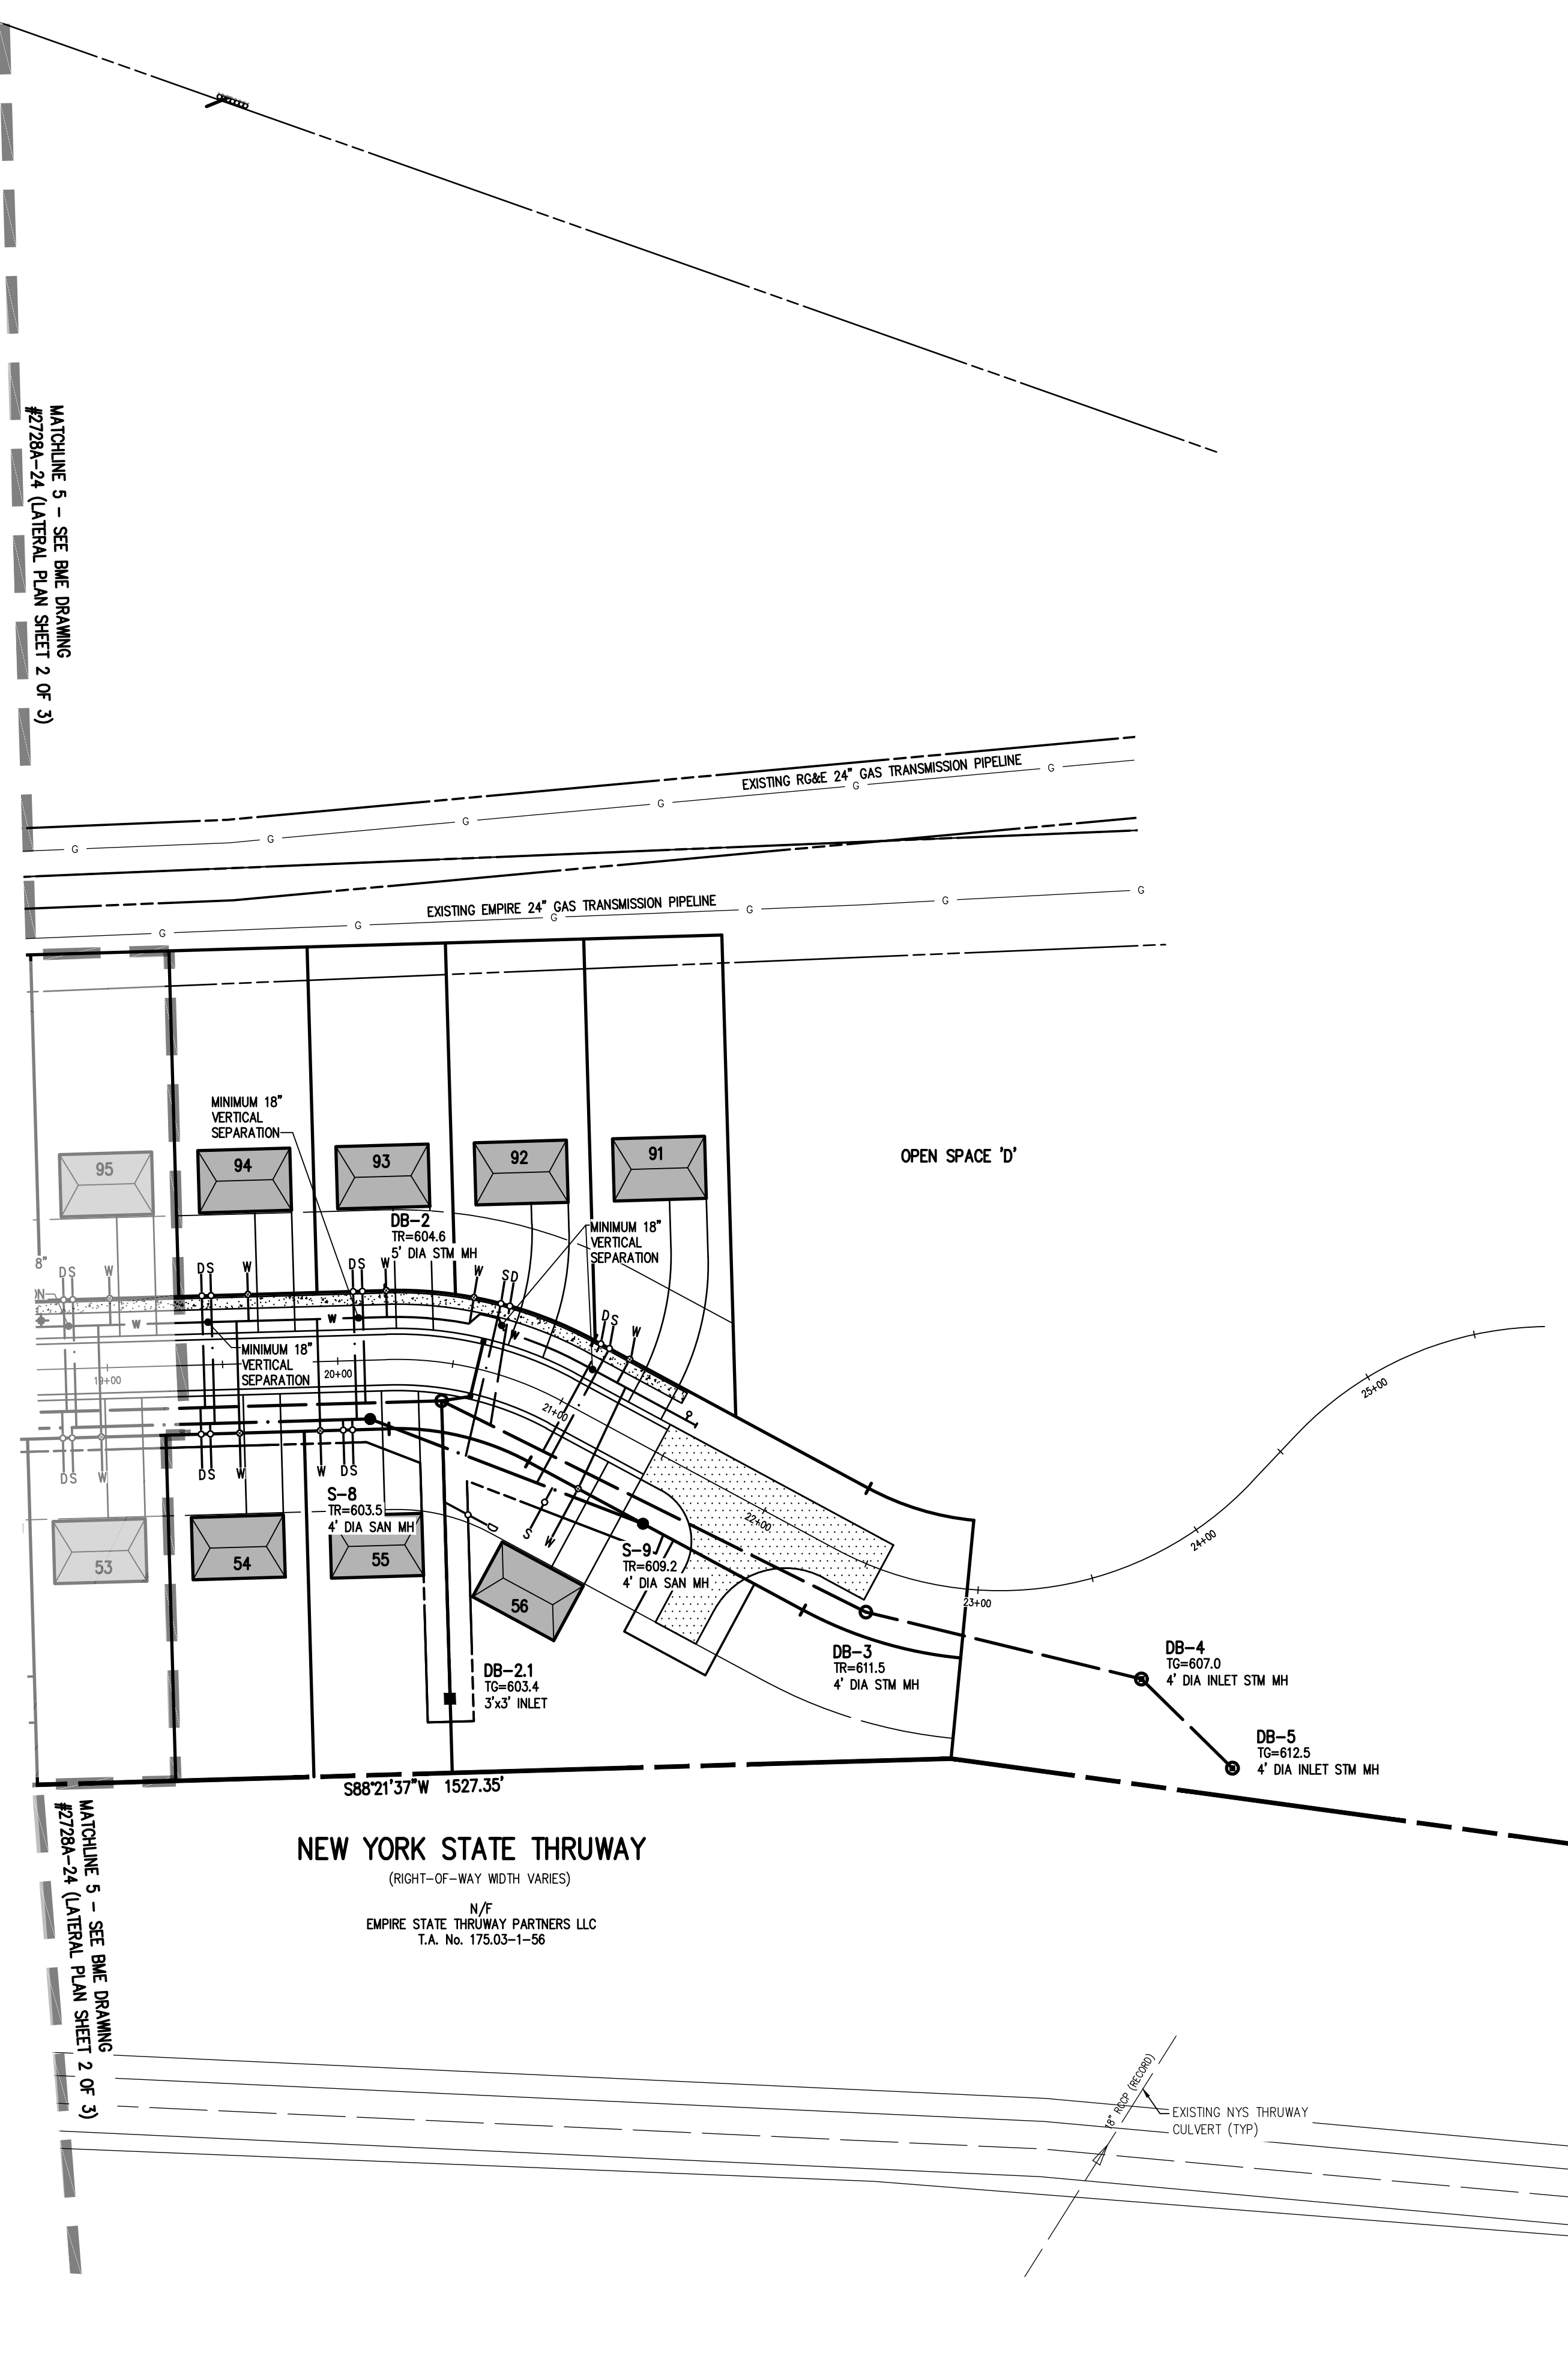 MATCHLINE 5 - SEE BME DRAWING
#2728A-24 (LATERAL PLAN SHEET 2 OF 3)
EXISTING RG&E 24" GAS TRANSMISSION PIPELINE
G
G
G
G
G
G
EXISTING EMPIRE 24" GAS TRANSMISSION PIPELINE
G
G
G
G
G
G
MINIMUM 18"
VERTICAL
SEPARATION
95
94
93
92
91
OPEN SPACE 'D'
DB-2
TR=604.6
5' DIA STM MH
MINIMUM 18"
VERTICAL
SEPARATION
8"
D S
W
D S
W
D S
W
W
S D
D S
W
ON
W
W
W
MINIMUM 18"
VERTICAL
SEPARATION
19+00
20+00
21+00
22+00
23+00
24+00
25+00
D S
W
D S
W
W
D S
S
W
D
S-8
TR=603.5
4' DIA SAN MH
53
54
55
56
S-9
TR=609.2
4' DIA SAN MH
DB-3
TR=611.5
4' DIA STM MH
DB-4
TG=607.0
4' DIA INLET STM MH
DB-2.1
TG=603.4
3'x3' INLET
DB-5
TG=612.5
4' DIA INLET STM MH
S88°21'37"W 1527.35'
NEW YORK STATE THRUWAY
(RIGHT-OF-WAY WIDTH VARIES)
N/F
EMPIRE STATE THRUWAY PARTNERS LLC
T.A. No. 175.03-1-56
MATCHLINE 5 - SEE BME DRAWING
#2728A-24 (LATERAL PLAN SHEET 2 OF 3)
18" RCCP (RECORD)
EXISTING NYS THRUWAY
CULVERT (TYP)